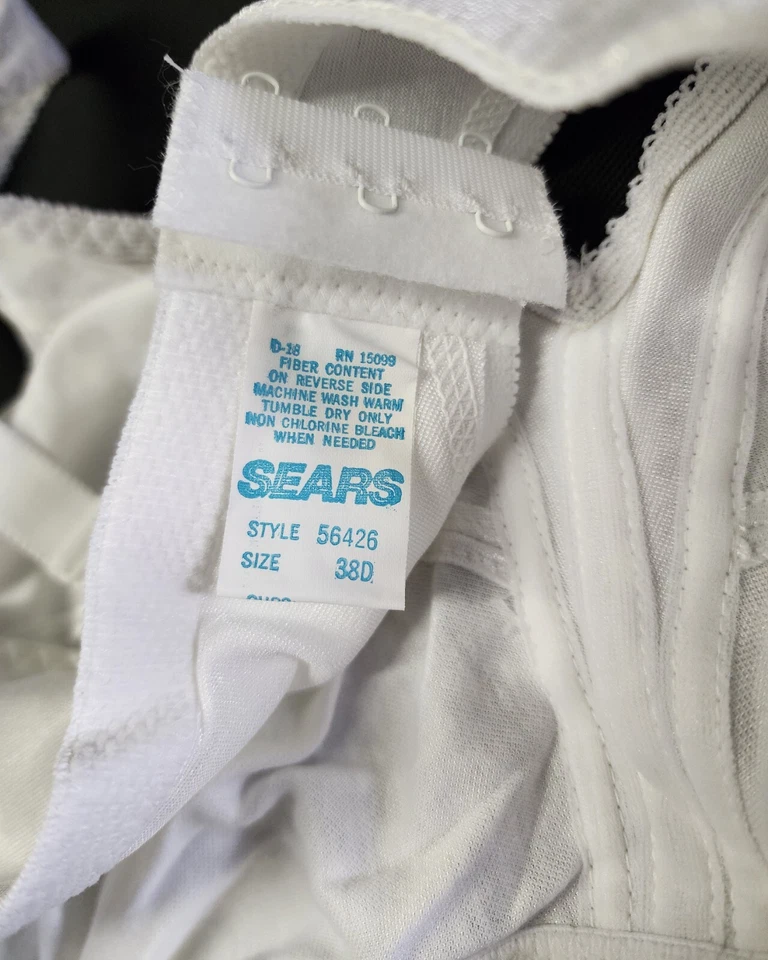 D-18 RN 15099
FIBER CONTENT
ON REVERSE SIDE
MACHINE WASH WARM
TUMBLE DRY ONLY
NON CHLORINE BLEACH
WHEN NEEDED
SEARS
STYLE 56426
SIZE 38D